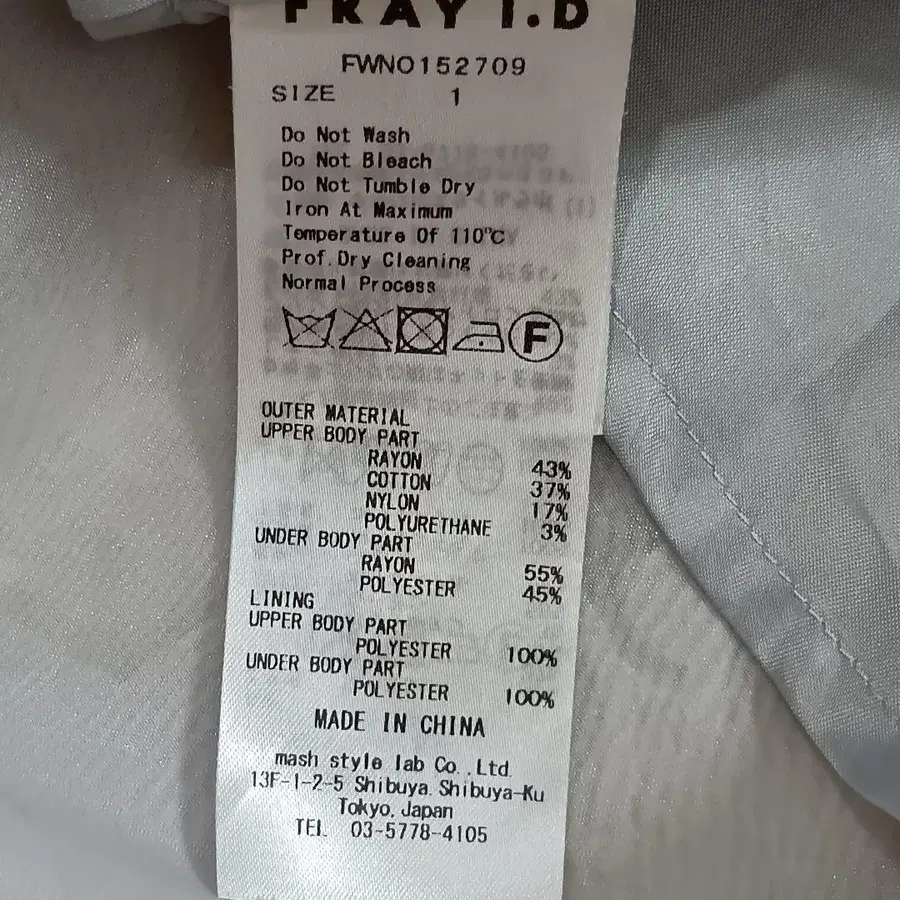 FRAY I.D
FWNO152709
SIZE 1
Do Not Wash
Do Not Bleach
Do Not Tumble Dry
Iron At Maximum
Temperature Of 110℃
Prof.Dry Cleaning
Normal Process
F
OUTER MATERIAL
UPPER BODY PART
RAYON 43%
COTTON 37%
NYLON 17%
POLYURETHANE 3%
UNDER BODY PART
RAYON 55%
POLYESTER 45%
LINING
UPPER BODY PART
POLYESTER 100%
UNDER BODY PART
POLYESTER 100%
MADE IN CHINA
mash style lab Co.,Ltd.
13F-1-2-5 Shibuya. Shibuya-Ku
Tokyo, Japan
TEL 03-5778-4105